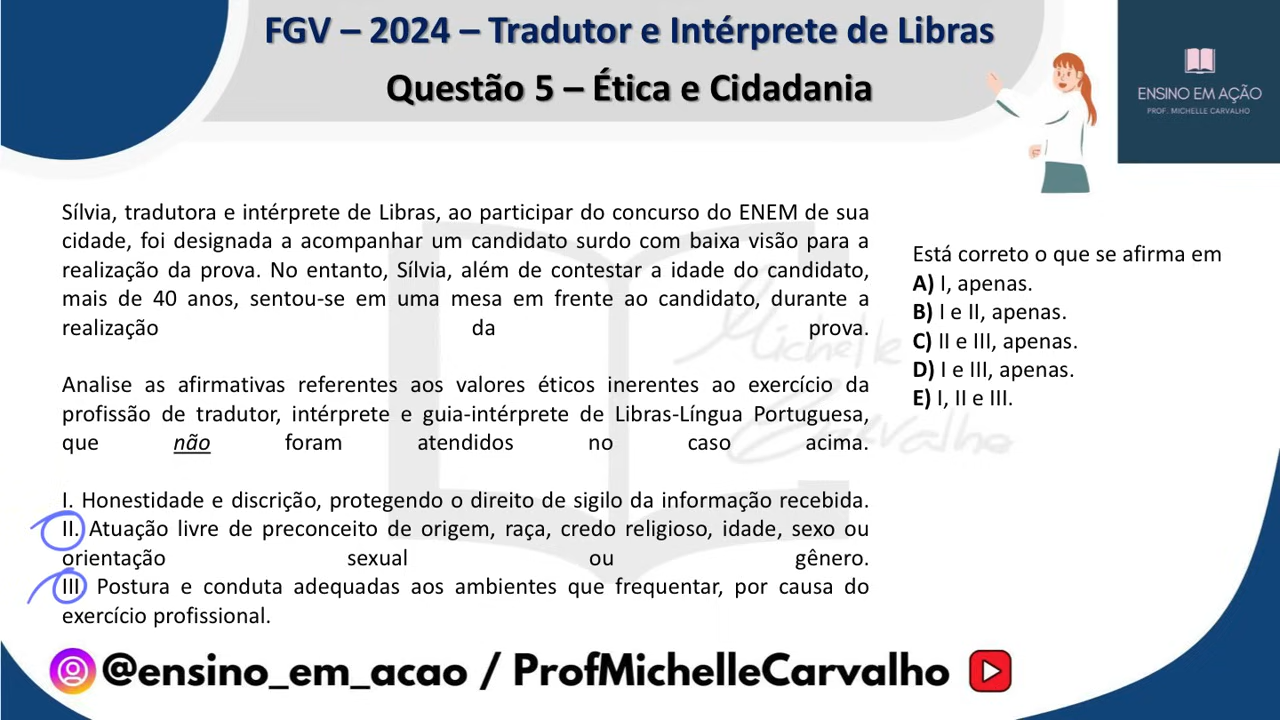 FGV – 2024 – Tradutor e Intérprete de Libras
Questão 5 – Ética e Cidadania
ENSINO EM AÇÃO
PROF. MICHELLE CARVALHO
Sílvia, tradutora e intérprete de Libras, ao participar do concurso do ENEM de sua
cidade, foi designada a acompanhar um candidato surdo com baixa visão para a
realização da prova. No entanto, Sílvia, além de contestar a idade do candidato,
mais de 40 anos, sentou-se em uma mesa em frente ao candidato, durante a
realização da prova.
Analise as afirmativas referentes aos valores éticos inerentes ao exercício da
profissão de tradutor, intérprete e guia-intérprete de Libras-Língua Portuguesa,
que não foram atendidos no caso acima.
I. Honestidade e discrição, protegendo o direito de sigilo da informação recebida.
II. Atuação livre de preconceito de origem, raça, credo religioso, idade, sexo ou
orientação sexual ou gênero.
III Postura e conduta adequadas aos ambientes que frequentar, por causa do
exercício profissional.
Está correto o que se afirma em
A) I, apenas.
B) I e II, apenas.
C) II e III, apenas.
D) I e III, apenas.
E) I, II e III.
Michelle
Carvalho
@ensino_em_acao / ProfMichelleCarvalho